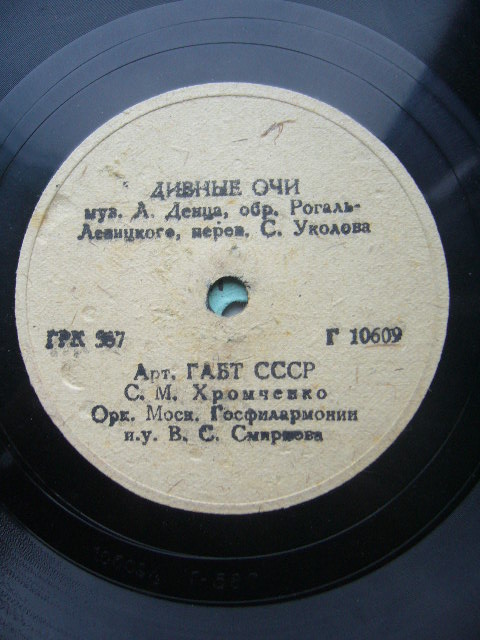 ДИВНЫЕ ОЧИ
муз. А. Денца, обр. Рогаль-
Левицкого, перев. С. Уколова
ГРК 567 Г 10609
Арт. ГАБТ СССР
С. М. Хромченко
Орк. Моск. Госфилармонии
п.у. В. С. Смирнова